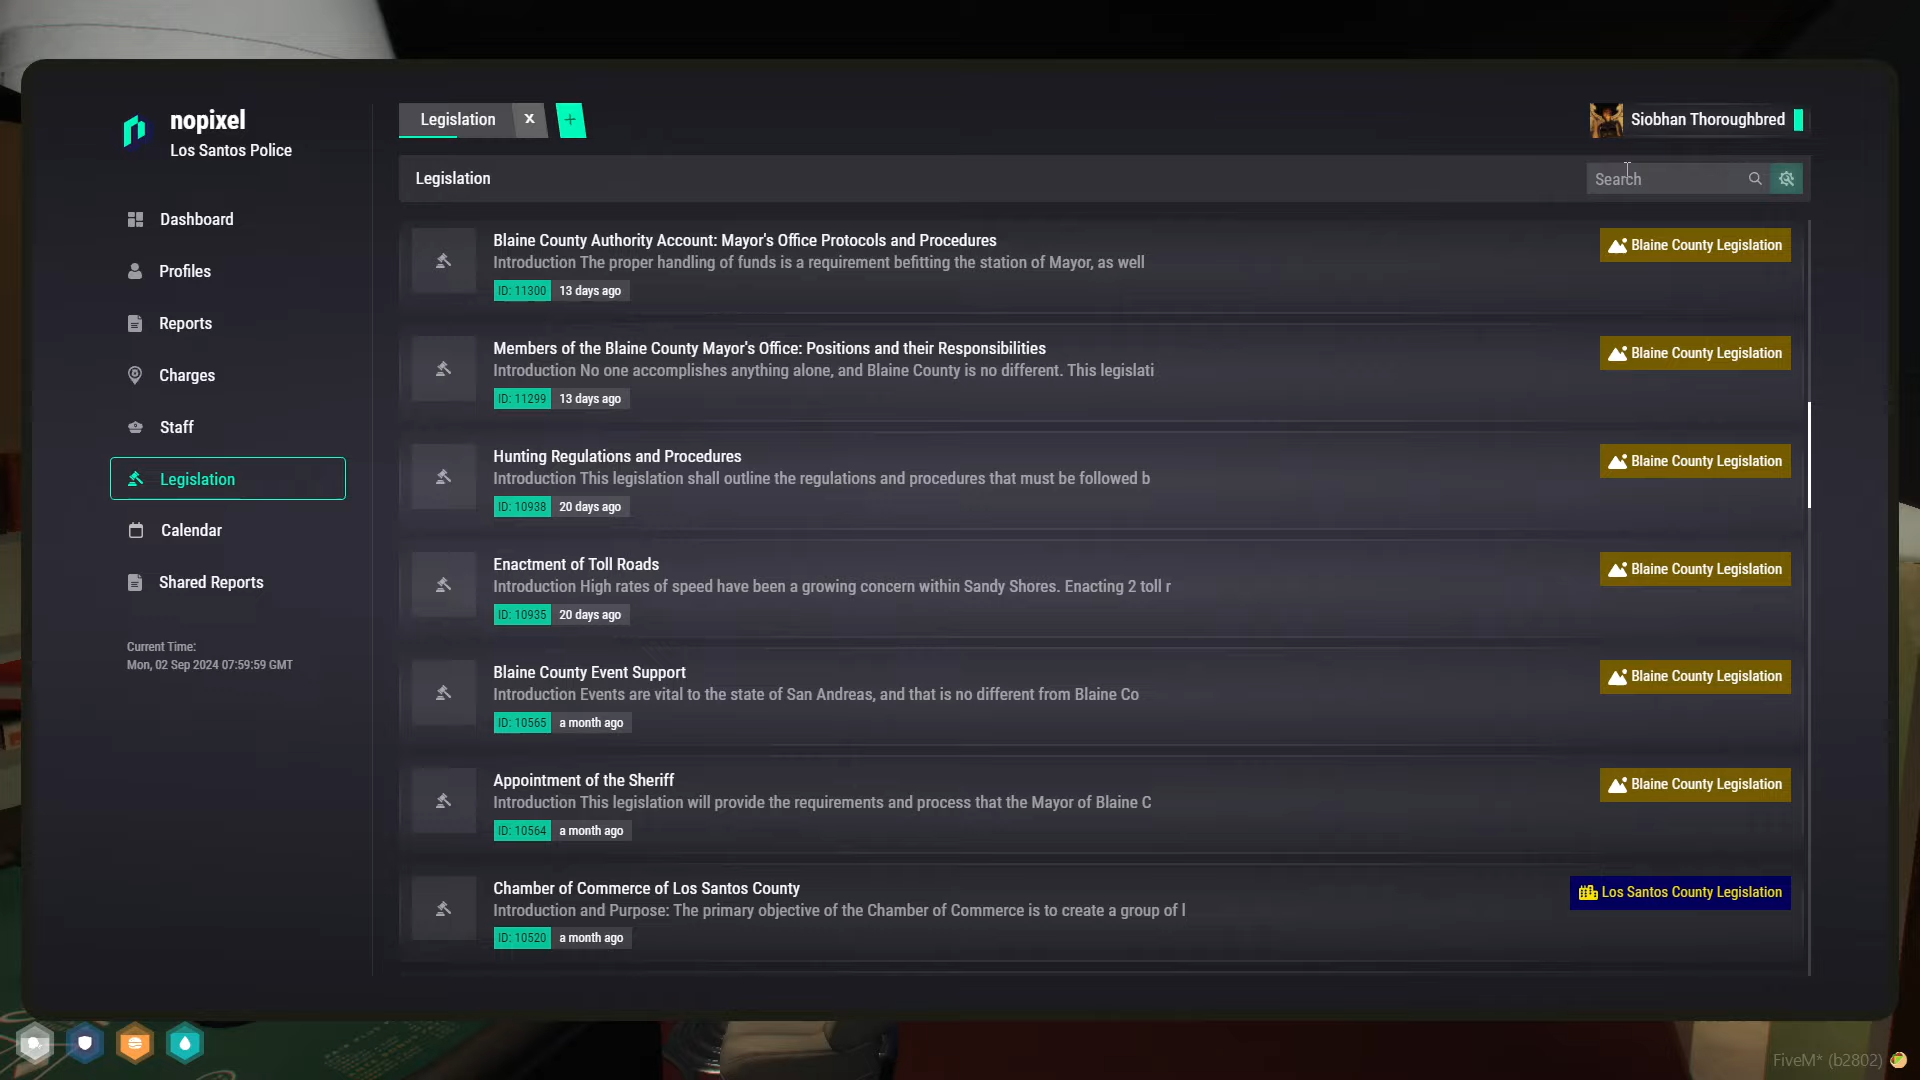 nopixel
Los Santos Police
Dashboard
Profiles
Reports
Charges
Staff
Legislation
Calendar
Shared Reports
Current Time:
Mon, 02 Sep 2024 07:59:59 GMT
Legislation x +
Siobhan Thoroughbred
Legislation
Search
Blaine County Authority Account: Mayor's Office Protocols and Procedures
Introduction The proper handling of funds is a requirement befitting the station of Mayor, as well
ID: 11300 13 days ago
Blaine County Legislation
Members of the Blaine County Mayor's Office: Positions and their Responsibilities
Introduction No one accomplishes anything alone, and Blaine County is no different. This legislati
ID: 11299 13 days ago
Blaine County Legislation
Hunting Regulations and Procedures
Introduction This legislation shall outline the regulations and procedures that must be followed b
ID: 10938 20 days ago
Blaine County Legislation
Enactment of Toll Roads
Introduction High rates of speed have been a growing concern within Sandy Shores. Enacting 2 toll r
ID: 10935 20 days ago
Blaine County Legislation
Blaine County Event Support
Introduction Events are vital to the state of San Andreas, and that is no different from Blaine Co
ID: 10565 a month ago
Blaine County Legislation
Appointment of the Sheriff
Introduction This legislation will provide the requirements and process that the Mayor of Blaine C
ID: 10564 a month ago
Blaine County Legislation
Chamber of Commerce of Los Santos County
Introduction and Purpose: The primary objective of the Chamber of Commerce is to create a group of l
ID: 10520 a month ago
Los Santos County Legislation
FiveM* (b2802)